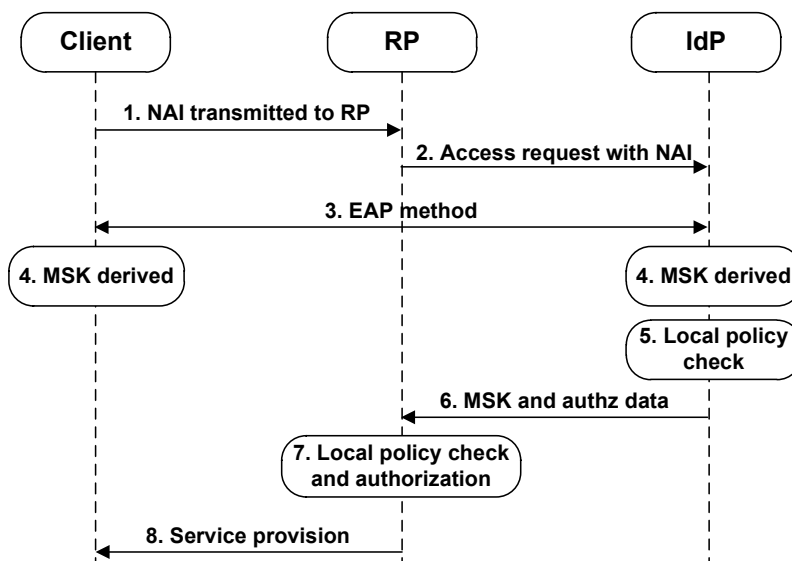 Client
RP
IdP
1. NAI transmitted to RP
2. Access request with NAI
3. EAP method
4. MSK derived
4. MSK derived
5. Local policy
check
6. MSK and authz data
7. Local policy check
and authorization
8. Service provision